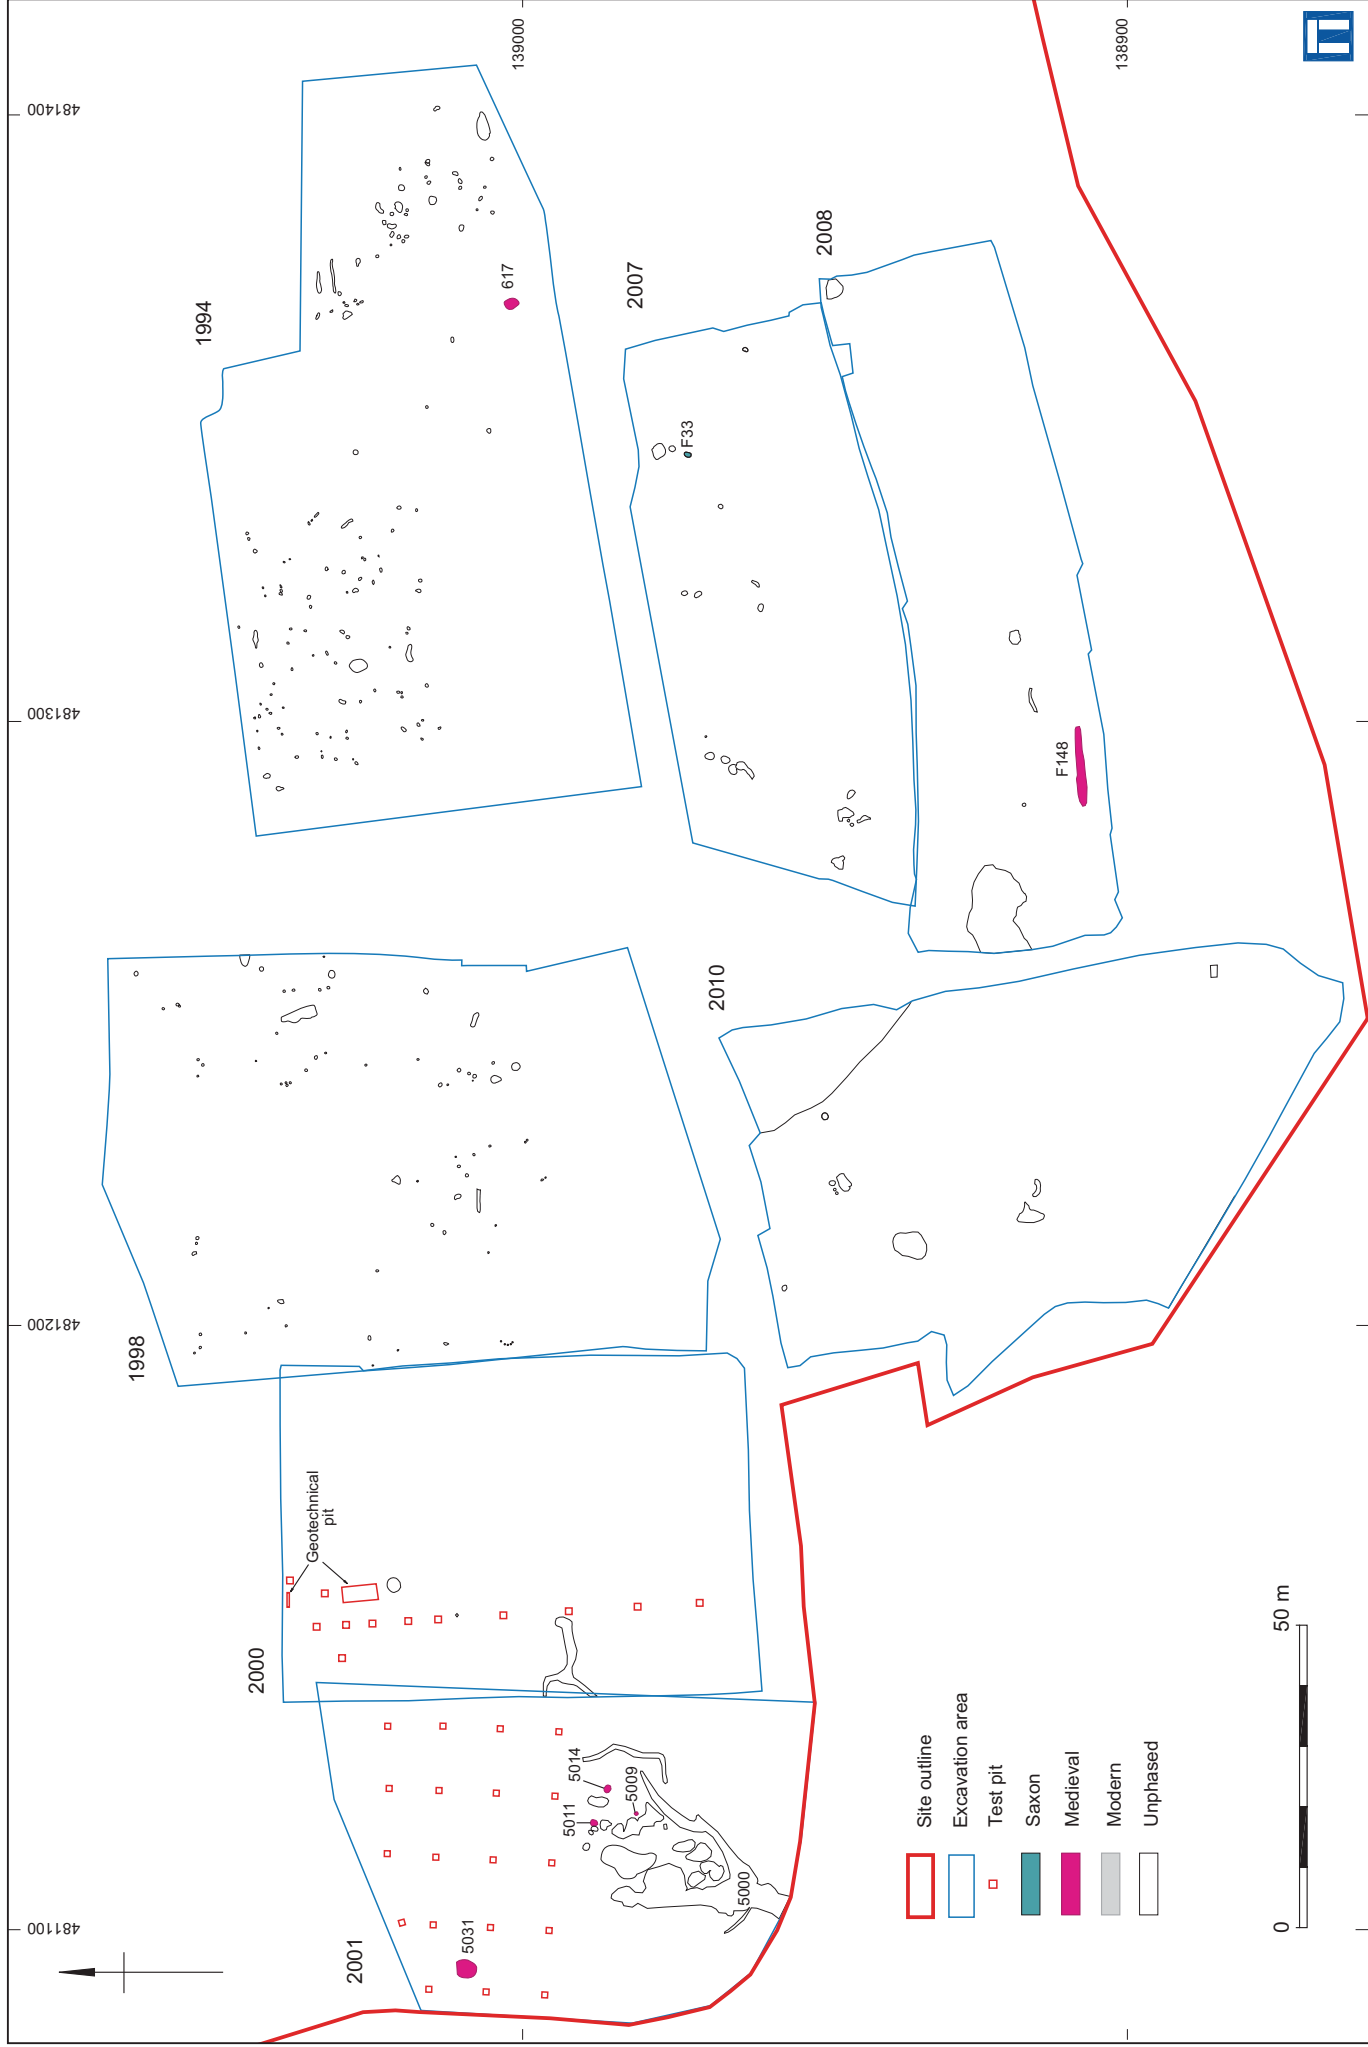 481400
139000
138900
1994
617
2007
2008
F33
481300
F148
2010
481200
1998
Geotechnical
pit
2000
5014
5011
5009
5000
481100
2001
5031
Site outline
Excavation area
Test pit
Saxon
Medieval
Modern
Unphased
0
50 m